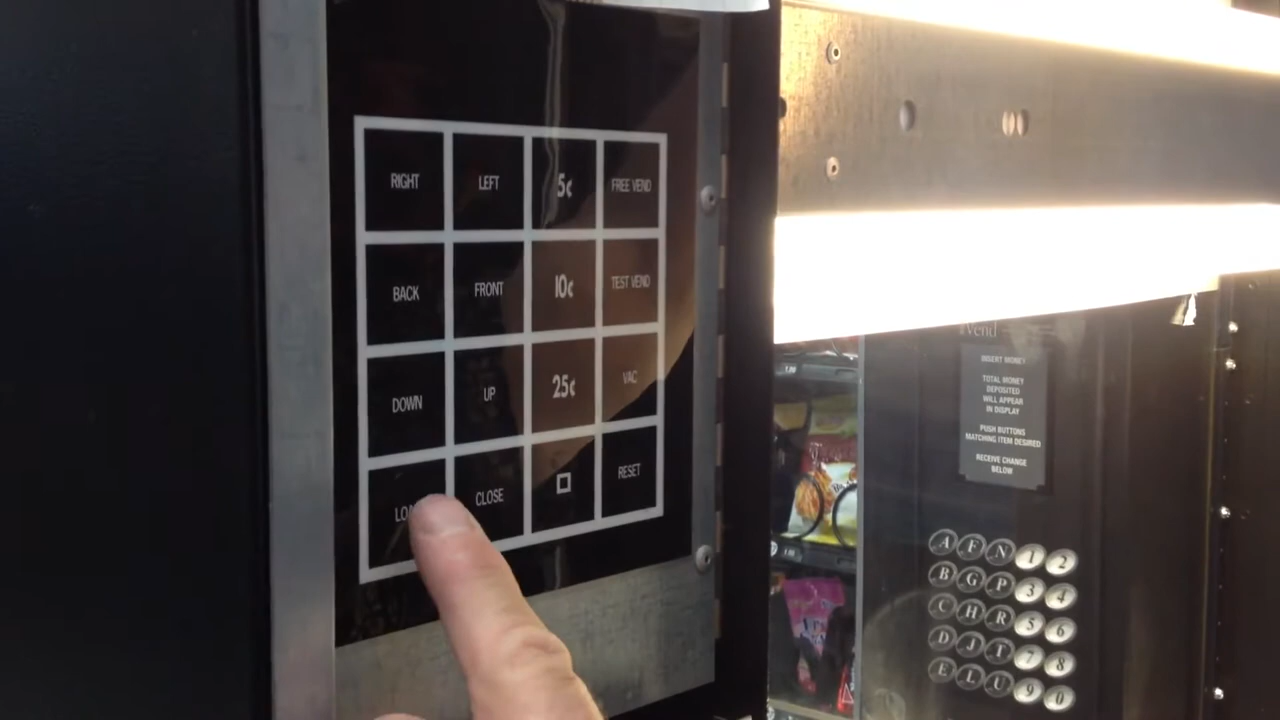 RIGHT LEFT 5¢ FREE VEND
BACK FRONT 10¢ TEST VEND
DOWN UP 25¢ VAC
CLOSE RESET
Vend
INSERT MONEY
TOTAL MONEY
DEPOSITED
WILL APPEAR
IN DISPLAY
PUSH BUTTONS
MATCHING ITEM DESIRED
RECEIVE CHANGE
BELOW
A F N 1 2
B G P 3 4
C H R 5 6
D J T 7 8
E L U 9 0